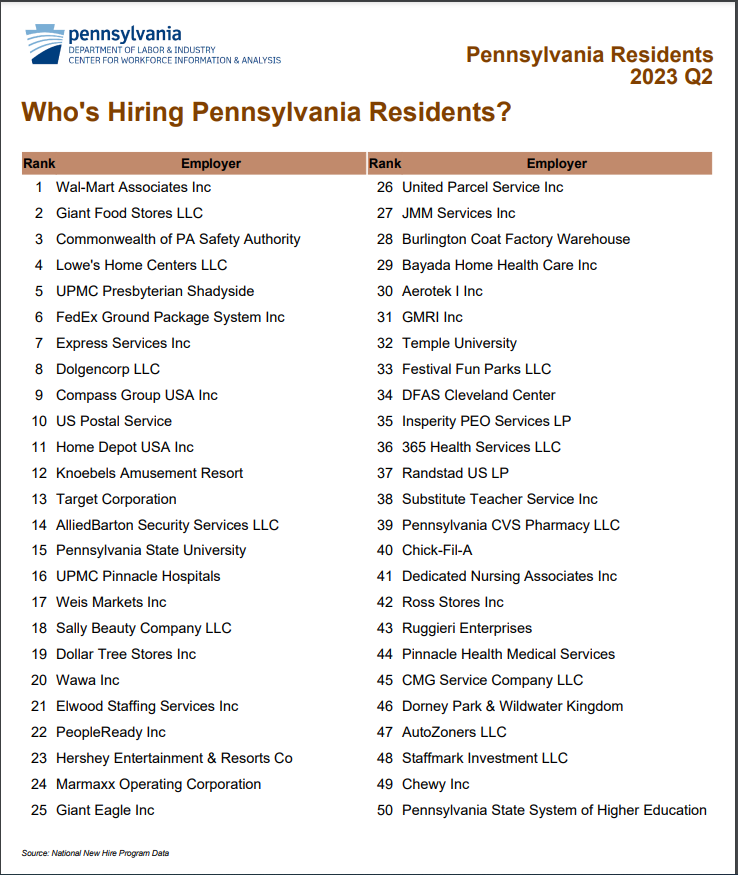 pennsylvania
DEPARTMENT OF LABOR & INDUSTRY
CENTER FOR WORKFORCE INFORMATION & ANALYSIS
Pennsylvania Residents
2023 Q2
Who's Hiring Pennsylvania Residents?
Rank Employer
1 Wal-Mart Associates Inc
2 Giant Food Stores LLC
3 Commonwealth of PA Safety Authority
4 Lowe's Home Centers LLC
5 UPMC Presbyterian Shadyside
6 FedEx Ground Package System Inc
7 Express Services Inc
8 Dolgencorp LLC
9 Compass Group USA Inc
10 US Postal Service
11 Home Depot USA Inc
12 Knoebels Amusement Resort
13 Target Corporation
14 AlliedBarton Security Services LLC
15 Pennsylvania State University
16 UPMC Pinnacle Hospitals
17 Weis Markets Inc
18 Sally Beauty Company LLC
19 Dollar Tree Stores Inc
20 Wawa Inc
21 Elwood Staffing Services Inc
22 PeopleReady Inc
23 Hershey Entertainment & Resorts Co
24 Marmaxx Operating Corporation
25 Giant Eagle Inc
Rank Employer
26 United Parcel Service Inc
27 JMM Services Inc
28 Burlington Coat Factory Warehouse
29 Bayada Home Health Care Inc
30 Aerotek I Inc
31 GMRI Inc
32 Temple University
33 Festival Fun Parks LLC
34 DFAS Cleveland Center
35 Insperity PEO Services LP
36 365 Health Services LLC
37 Randstad US LP
38 Substitute Teacher Service Inc
39 Pennsylvania CVS Pharmacy LLC
40 Chick-Fil-A
41 Dedicated Nursing Associates Inc
42 Ross Stores Inc
43 Ruggieri Enterprises
44 Pinnacle Health Medical Services
45 CMG Service Company LLC
46 Dorney Park & Wildwater Kingdom
47 AutoZoners LLC
48 Staffmark Investment LLC
49 Chewy Inc
50 Pennsylvania State System of Higher Education
Source: National New Hire Program Data